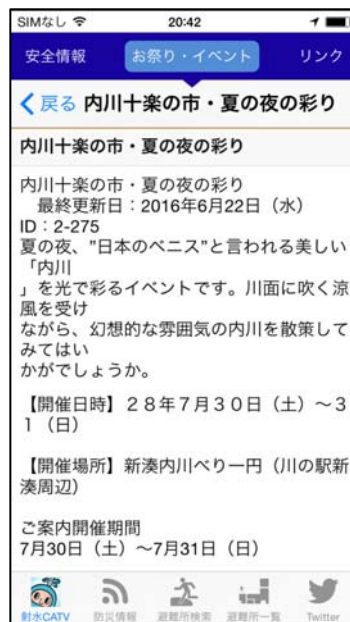 SIMなし 20:42
安全情報 お祭り・イベント リンク
戻る 内川十楽の市・夏の夜の彩り
内川十楽の市・夏の夜の彩り
内川十楽の市・夏の夜の彩り
最終更新日:2016年6月22日(水)
ID:2-275
夏の夜、"日本のベニス"と言われる美しい
「内川
」を光で彩るイベントです。川面に吹く涼
風を受け
ながら、幻想的な雰囲気の内川を散策して
みてはい
かがでしょうか。
【開催日時】28年7月30日(土)~3
1(日)
【開催場所】新湊内川べり一円(川の駅新
湊周辺)
ご案内開催期間
7月30日(土)~7月31日(日)
射水CATV 防災情報 避難所検索 避難所一覧 Twitter